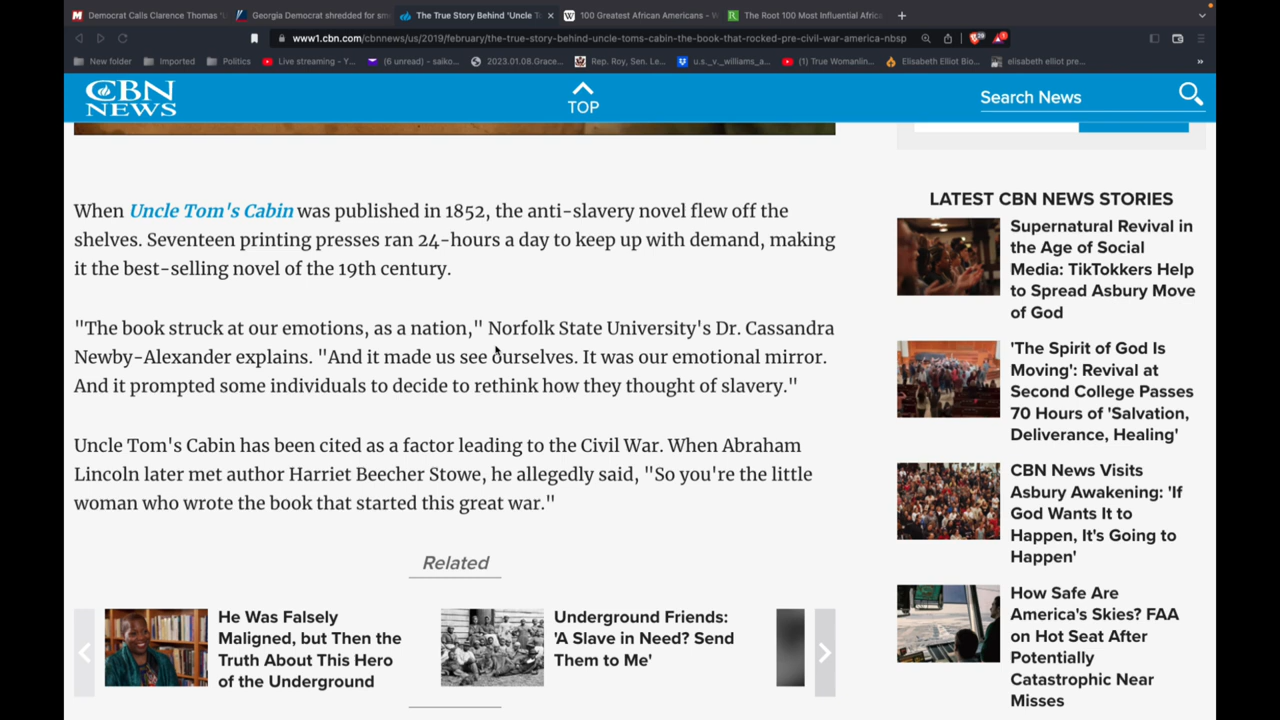 Democrat Calls Clarence Thomas 'U
Georgia Democrat shredded for sm
The True Story Behind 'Uncle T
100 Greatest African Americans - W
The Root 100 Most Influential Afric
www1.cbn.com/cbnnews/us/2019/february/the-true-story-behind-uncle-toms-cabin-the-book-that-rocked-pre-civil-war-america-nbsp
New folder
Imported
Politics
Live streaming - Y...
(6 unread) - saiko...
2023.01.08.Grace...
Rep. Roy, Sen. Le...
u.s._v._williams_a...
(1) True Womanlin...
Elisabeth Elliot Bio...
elisabeth elliot pre...
CBN NEWS
TOP
Search News
When Uncle Tom's Cabin was published in 1852, the anti-slavery novel flew off the
shelves. Seventeen printing presses ran 24-hours a day to keep up with demand, making
it the best-selling novel of the 19th century.
"The book struck at our emotions, as a nation," Norfolk State University's Dr. Cassandra
Newby-Alexander explains. "And it made us see ourselves. It was our emotional mirror.
And it prompted some individuals to decide to rethink how they thought of slavery."
Uncle Tom's Cabin has been cited as a factor leading to the Civil War. When Abraham
Lincoln later met author Harriet Beecher Stowe, he allegedly said, "So you're the little
woman who wrote the book that started this great war."
Related
He Was Falsely
Maligned, but Then the
Truth About This Hero
of the Underground
Underground Friends:
'A Slave in Need? Send
Them to Me'
LATEST CBN NEWS STORIES
Supernatural Revival in
the Age of Social
Media: TikTokkers Help
to Spread Asbury Move
of God
'The Spirit of God Is
Moving': Revival at
Second College Passes
70 Hours of 'Salvation,
Deliverance, Healing'
CBN News Visits
Asbury Awakening: 'If
God Wants It to
Happen, It's Going to
Happen'
How Safe Are
America's Skies? FAA
on Hot Seat After
Potentially
Catastrophic Near
Misses